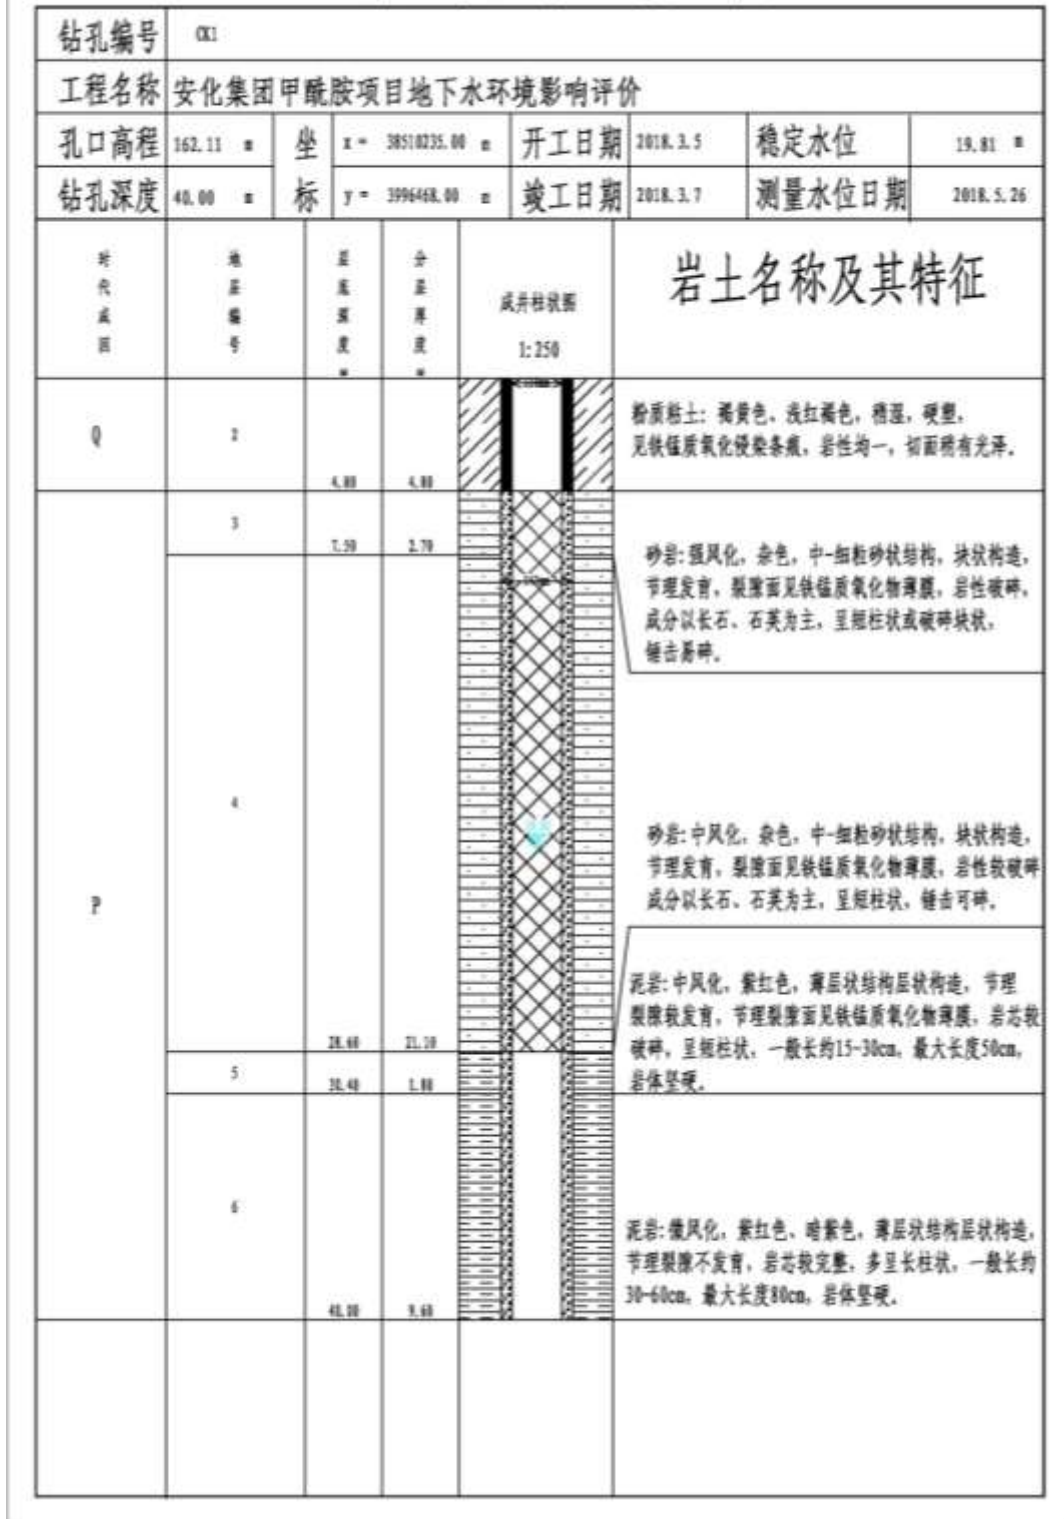 钻孔编号 CK1
工程名称 安化集团甲酰胺项目地下水环境影响评价
孔口高程 162.11 m 坐 x = 38510235.00 m 开工日期 2018.3.5 稳定水位 19.81 m
钻孔深度 40.00 m 标 y = 3996468.00 m 竣工日期 2018.3.7 测量水位日期 2018.5.26
时代成因 地层编号 层底深度 m 分层厚度 m 成井柱状图 岩土名称及其特征
1:250
Q 2 粉质粘土: 褐黄色、浅红褐色, 稍湿, 硬塑,
见铁锰质氧化侵染条痕, 岩性均一, 切面稍有光泽。
4.80 4.80
3
7.50 2.70
砂岩: 强风化, 杂色, 中-细粒砂状结构, 块状构造,
节理发育, 裂隙面见铁锰质氧化物薄膜, 岩性破碎,
成分以长石、石英为主, 呈短柱状或破碎块状,
锤击易碎。
4
砂岩: 中风化, 杂色, 中-细粒砂状结构, 块状构造,
节理发育, 裂隙面见铁锰质氧化物薄膜, 岩性较破碎
成分以长石、石英为主, 呈短柱状, 锤击可碎。
P
泥岩: 中风化, 紫红色, 薄层状结构层状构造, 节理
裂隙较发育, 节理裂隙面见铁锰质氧化物薄膜, 岩芯较
28.60 21.10
破碎, 呈短柱状, 一般长约15-30cm, 最大长度50cm,
5
岩体坚硬。
30.40 1.80
6
泥岩: 微风化, 紫红色、暗紫色, 薄层状结构层状构造,
节理裂隙不发育, 岩芯较完整, 多呈长柱状, 一般长约
30-60cm, 最大长度80cm, 岩体坚硬。
40.00 9.60